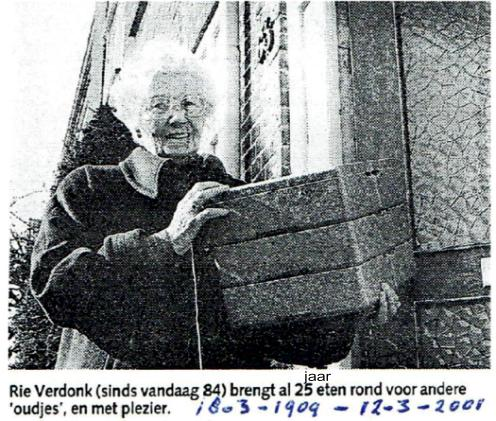 jaar
Rie Verdonk (sinds vandaag 84) brengt al 25 eten rond voor andere
'oudjes', en met plezier. 18-3-1909 - 12-3-2001